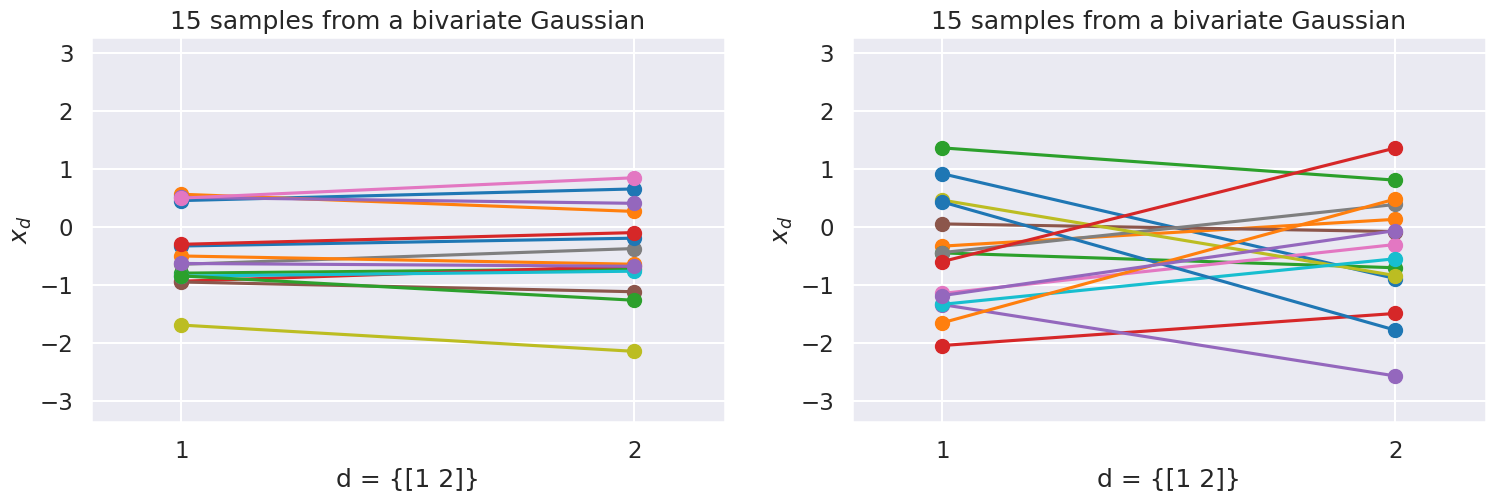 15 samples from a bivariate Gaussian
3
2
1
0
−1
−2
−3
x_d
1 2
d = {[1 2]}
15 samples from a bivariate Gaussian
3
2
1
0
−1
−2
−3
x_d
1 2
d = {[1 2]}